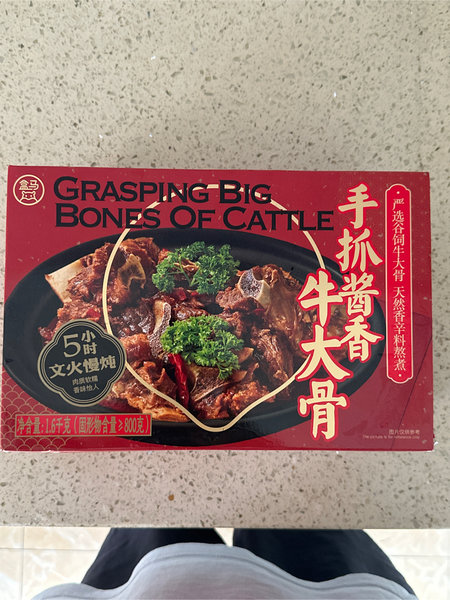 盒马
GRASPING BIG
BONES OF CATTLE
手抓酱香
牛大骨
严选谷饲牛大骨 天然香辛料熬煮
5小时
文火慢炖
肉质软糯
香味怡人
净含量:1.6千克(固形物含量≥800克)
图片仅供参考
The picture is for reference only